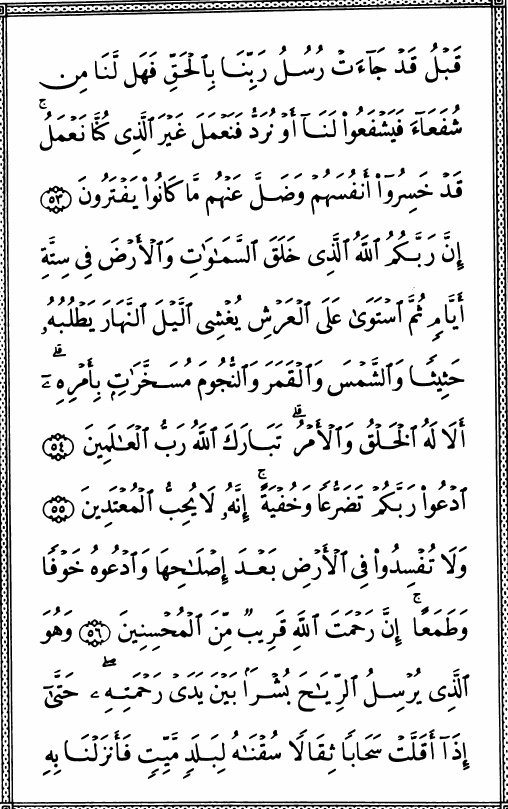 قَبۡلُ قَدۡ جَآءَتۡ رُسُلُ رَبِّنَا بِٱلۡحَقِّ فَهَل لَّنَا مِن
شُفَعَآءَ فَيَشۡفَعُواْ لَنَآ أَوۡ نُرَدُّ فَنَعۡمَلَ غَيۡرَ ٱلَّذِى كُنَّا نَعۡمَلُۚ
قَدۡ خَسِرُوٓاْ أَنفُسَهُمۡ وَضَلَّ عَنۡهُم مَّا كَانُواْ يَفۡتَرُونَ ٥٣
إِنَّ رَبَّكُمُ ٱللَّهُ ٱلَّذِى خَلَقَ ٱلسَّمَٰوَٰتِ وَٱلۡأَرۡضَ فِى سِتَّةِ
أَيَّامٖ ثُمَّ ٱسۡتَوَىٰ عَلَى ٱلۡعَرۡشِ يُغۡشِى ٱلَّيۡلَ ٱلنَّهَارَ يَطۡلُبُهُۥ
حَثِيثٗا وَٱلشَّمۡسَ وَٱلۡقَمَرَ وَٱلنُّجُومَ مُسَخَّرَٰتِۭ بِأَمۡرِهِۦٓۗ
أَلَا لَهُ ٱلۡخَلۡقُ وَٱلۡأَمۡرُۗ تَبَارَكَ ٱللَّهُ رَبُّ ٱلۡعَٰلَمِينَ ٥٤
ٱدۡعُواْ رَبَّكُمۡ تَضَرُّعٗا وَخُفۡيَةًۚ إِنَّهُۥ لَا يُحِبُّ ٱلۡمُعۡتَدِينَ ٥٥
وَلَا تُفۡسِدُواْ فِى ٱلۡأَرۡضِ بَعۡدَ إِصۡلَٰحِهَا وَٱدۡعُوهُ خَوۡفٗا
وَطَمَعًاۚ إِنَّ رَحۡمَتَ ٱللَّهِ قَرِيبٞ مِّنَ ٱلۡمُحۡسِنِينَ ٥٦ وَهُوَ
ٱلَّذِى يُرۡسِلُ ٱلرِّيَٰحَ بُشۡرَۢا بَيۡنَ يَدَىۡ رَحۡمَتِهِۦۖ حَتَّىٰٓ
إِذَآ أَقَلَّتۡ سَحَابٗا ثِقَالٗا سُقۡنَٰهُ لِبَلَدٖ مَّيِّتٖ فَأَنزَلۡنَا بِهِ